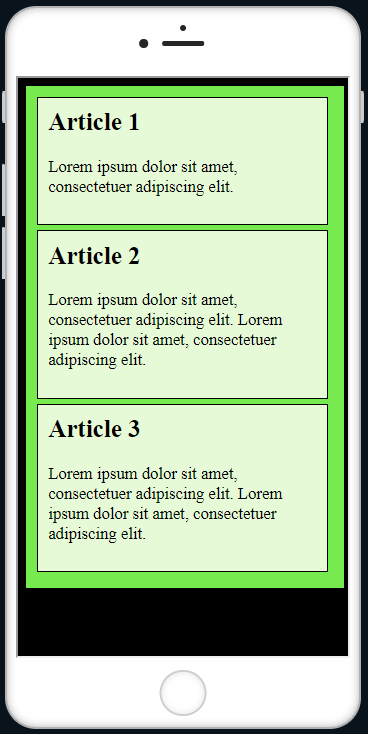 Article 1
Lorem ipsum dolor sit amet,
consectetuer adipiscing elit.
Article 2
Lorem ipsum dolor sit amet,
consectetuer adipiscing elit. Lorem
ipsum dolor sit amet, consectetuer
adipiscing elit.
Article 3
Lorem ipsum dolor sit amet,
consectetuer adipiscing elit. Lorem
ipsum dolor sit amet, consectetuer
adipiscing elit.